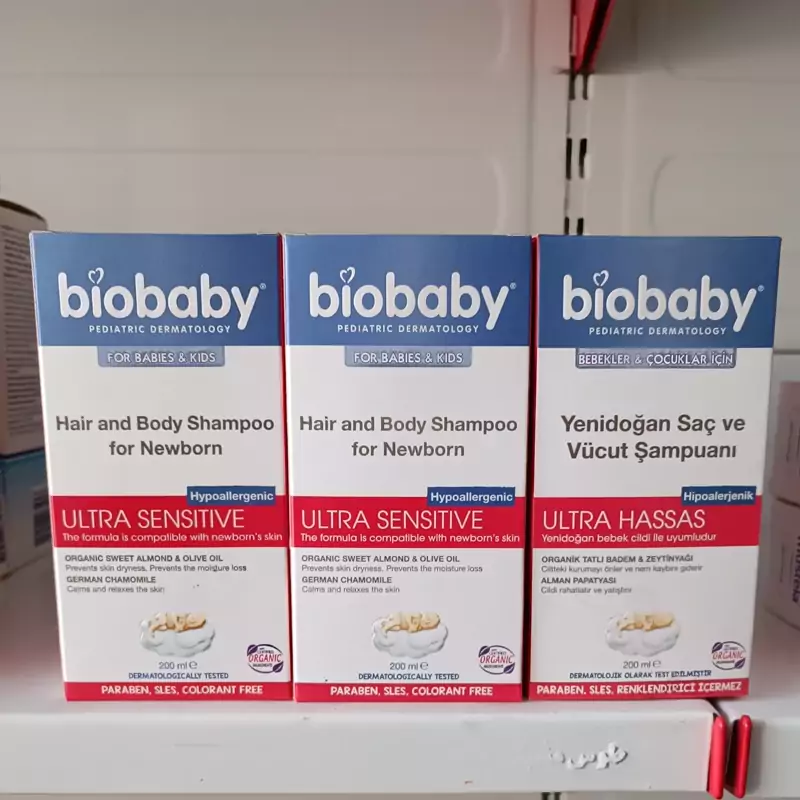 biobaby®
PEDIATRIC DERMATOLOGY
FOR BABIES & KIDS
Hair and Body Shampoo
for Newborn
Hypoallergenic
ULTRA SENSITIVE
The formula is compatible with newborn's skin
ORGANIC SWEET ALMOND & OLIVE OIL
Prevents skin dryness. Prevents the moisture loss
GERMAN CHAMOMILE
Calms and relaxes the skin
ORGANIC
200 ml e
DERMATOLOGICALLY TESTED
PARABEN, SLES, COLORANT FREE
biobaby®
PEDIATRIC DERMATOLOGY
FOR BABIES & KIDS
Hair and Body Shampoo
for Newborn
Hypoallergenic
ULTRA SENSITIVE
The formula is compatible with newborn's skin
ORGANIC SWEET ALMOND & OLIVE OIL
Prevents skin dryness. Prevents the moisture loss
GERMAN CHAMOMILE
Calms and relaxes the skin
ORGANIC
200 ml e
DERMATOLOGICALLY TESTED
PARABEN, SLES, COLORANT FREE
biobaby®
PEDIATRIC DERMATOLOGY
BEBEKLER & ÇOCUKLAR İÇİN
Yenidoğan Saç ve
Vücut Şampuanı
Hipoalerjenik
ULTRA HASSAS
Yenidoğan bebek cildi ile uyumludur
ORGANİK TATLI BADEM & ZEYTİNYAĞI
Ciltteki kurumayı önler ve nem kaybını giderir
ALMAN PAPATYASI
Cildi rahatlatır ve yatıştırır
ORGANIC
200 ml e
DERMATOLOJİK OLARAK TEST EDİLMİŞTİR
PARABEN, SLES, RENKLENDİRİCİ İÇERMEZ